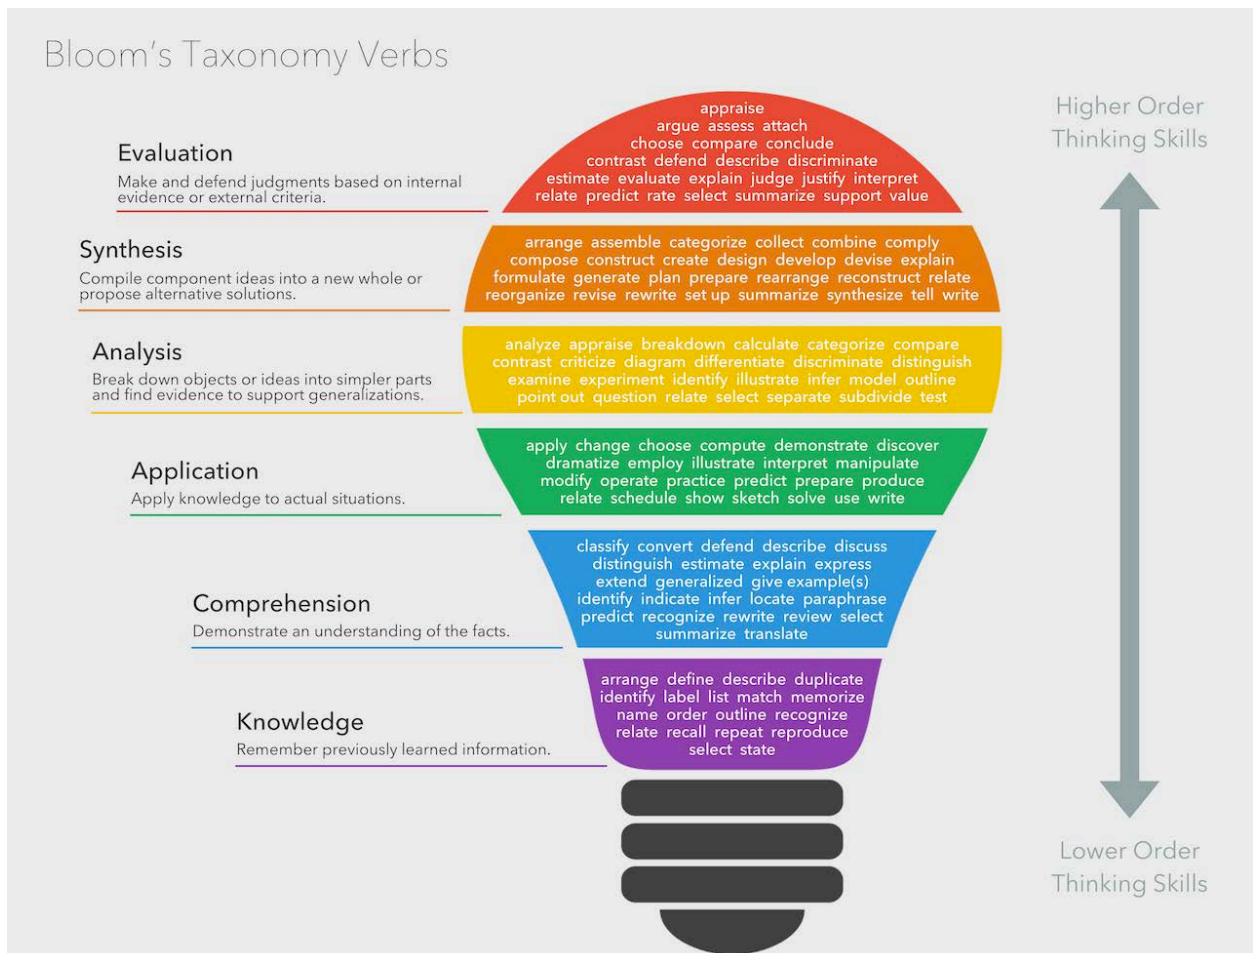 Bloom's Taxonomy Verbs
Higher Order
Thinking Skills
Evaluation
Make and defend judgments based on internal
evidence or external criteria.
appraise
argue assess attach
choose compare conclude
contrast defend describe discriminate
estimate evaluate explain judge justify interpret
relate predict rate select summarize support value
Synthesis
Compile component ideas into a new whole or
propose alternative solutions.
arrange assemble categorize collect combine comply
compose construct create design develop devise explain
formulate generate plan prepare rearrange reconstruct relate
reorganize revise rewrite set up summarize synthesize tell write
Analysis
Break down objects or ideas into simpler parts
and find evidence to support generalizations.
analyze appraise breakdown calculate categorize compare
contrast criticize diagram differentiate discriminate distinguish
examine experiment identify illustrate infer model outline
point out question relate select separate subdivide test
Application
Apply knowledge to actual situations.
apply change choose compute demonstrate discover
dramatize employ illustrate interpret manipulate
modify operate practice predict prepare produce
relate schedule show sketch solve use write
Comprehension
Demonstrate an understanding of the facts.
classify convert defend describe discuss
distinguish estimate explain express
extend generalized give example(s)
identify indicate infer locate paraphrase
predict recognize rewrite review select
summarize translate
Knowledge
Remember previously learned information.
arrange define describe duplicate
identify label list match memorize
name order outline recognize
relate recall repeat reproduce
select state
Lower Order
Thinking Skills